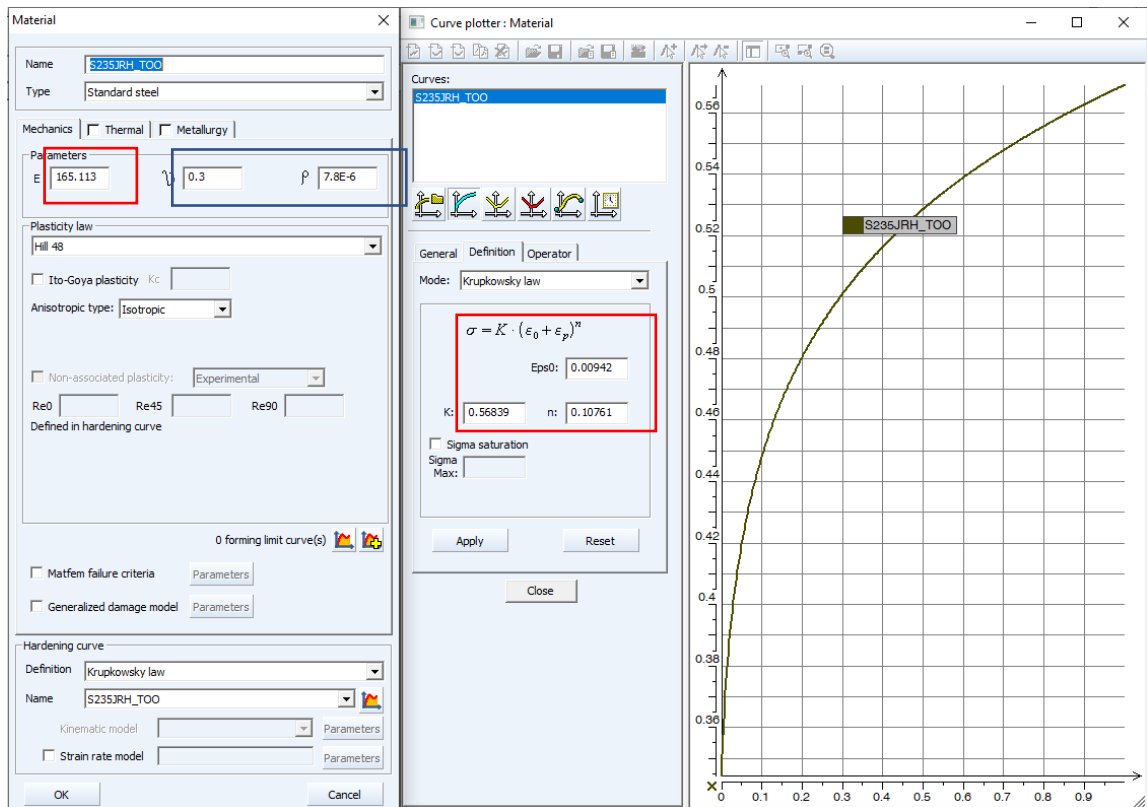 Material
Name S235JRH_TOO
Type Standard steel
Mechanics Thermal Metallurgy
Parameters
E 165.113 ν 0.3 ρ 7.8E-6
Plasticity law
Hill 48
Ito-Goya plasticity Kc
Anisotropic type: Isotropic
Non-associated plasticity: Experimental
Re0 Re45 Re90
Defined in hardening curve
0 forming limit curve(s)
Matfem failure criteria Parameters
Generalized damage model Parameters
Hardening curve
Definition Krupkowsky law
Name S235JRH_TOO
Kinematic model Parameters
Strain rate model Parameters
OK Cancel
Curve plotter : Material
Curves:
S235JRH_TOO
General Definition Operator
Mode: Krupkowsky law
σ = K · (ε₀ + εₚ)ⁿ
Eps0: 0.00942
K: 0.56839 n: 0.10761
Sigma saturation
Sigma
Max:
Apply Reset
Close
0.56
0.54
0.52
S235JRH_TOO
0.5
0.48
0.46
0.44
0.42
0.4
0.38
0.36
0 0.1 0.2 0.3 0.4 0.5 0.6 0.7 0.8 0.9